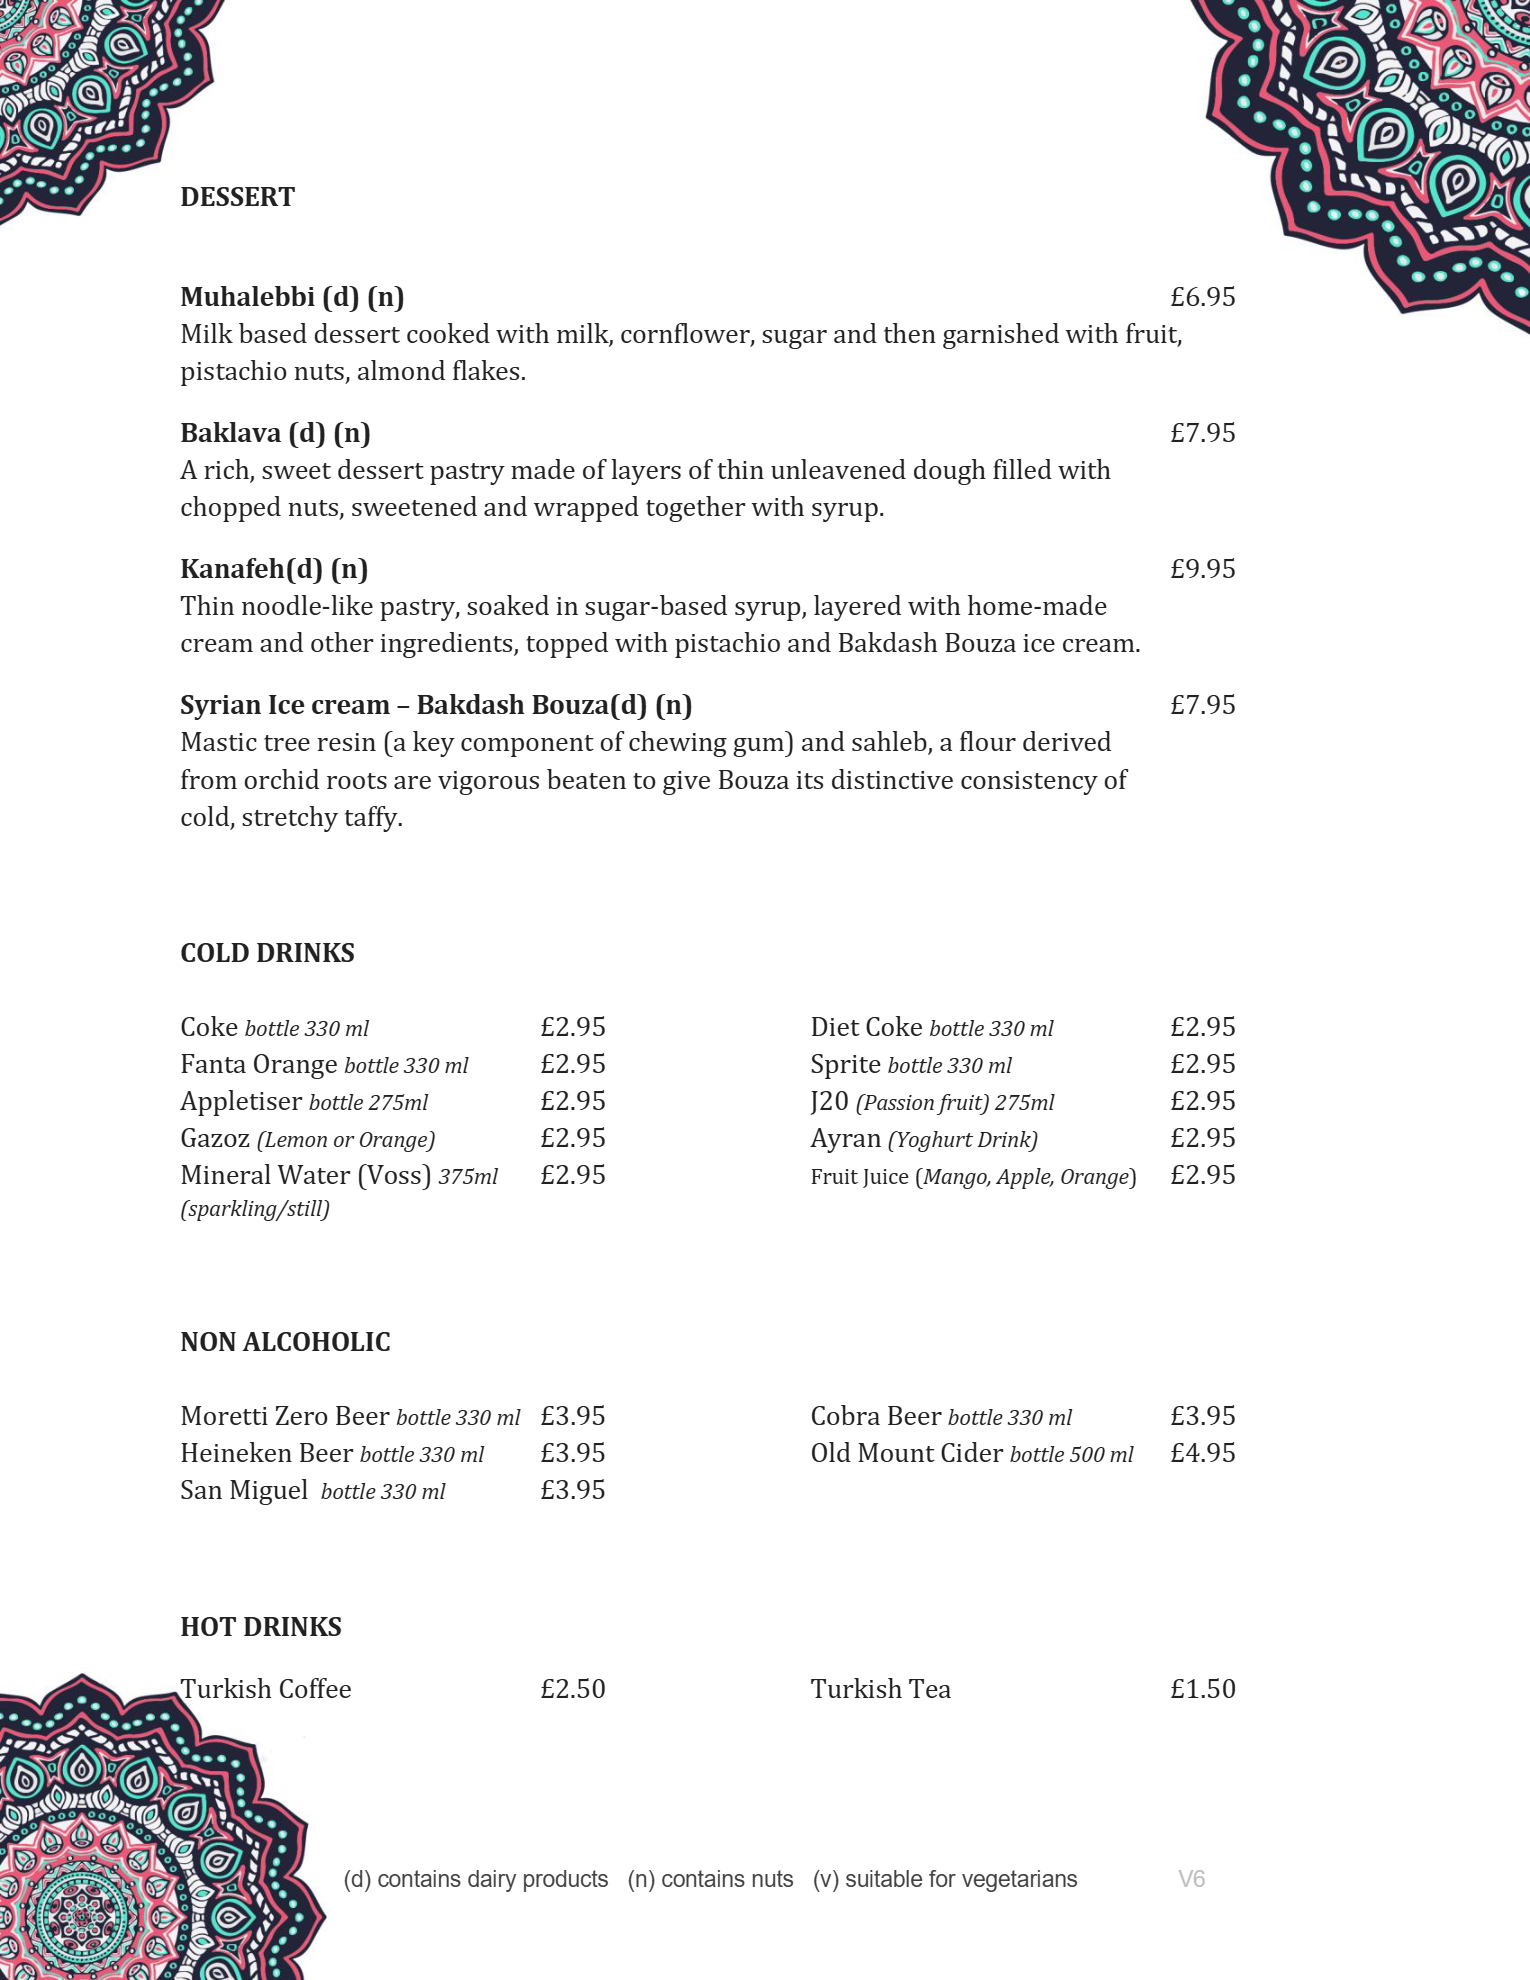 DESSERT
Muhalebbi (d) (n) £6.95
Milk based dessert cooked with milk, cornflower, sugar and then garnished with fruit,
pistachio nuts, almond flakes.
Baklava (d) (n) £7.95
A rich, sweet dessert pastry made of layers of thin unleavened dough filled with
chopped nuts, sweetened and wrapped together with syrup.
Kanafeh(d) (n) £9.95
Thin noodle-like pastry, soaked in sugar-based syrup, layered with home-made
cream and other ingredients, topped with pistachio and Bakdash Bouza ice cream.
Syrian Ice cream – Bakdash Bouza(d) (n) £7.95
Mastic tree resin (a key component of chewing gum) and sahleb, a flour derived
from orchid roots are vigorous beaten to give Bouza its distinctive consistency of
cold, stretchy taffy.
COLD DRINKS
Coke bottle 330 ml £2.95 Diet Coke bottle 330 ml £2.95
Fanta Orange bottle 330 ml £2.95 Sprite bottle 330 ml £2.95
Appletiser bottle 275ml £2.95 J20 (Passion fruit) 275ml £2.95
Gazoz (Lemon or Orange) £2.95 Ayran (Yoghurt Drink) £2.95
Mineral Water (Voss) 375ml £2.95 Fruit Juice (Mango, Apple, Orange) £2.95
(sparkling/still)
NON ALCOHOLIC
Moretti Zero Beer bottle 330 ml £3.95 Cobra Beer bottle 330 ml £3.95
Heineken Beer bottle 330 ml £3.95 Old Mount Cider bottle 500 ml £4.95
San Miguel bottle 330 ml £3.95
HOT DRINKS
Turkish Coffee £2.50 Turkish Tea £1.50
(d) contains dairy products (n) contains nuts (v) suitable for vegetarians V6